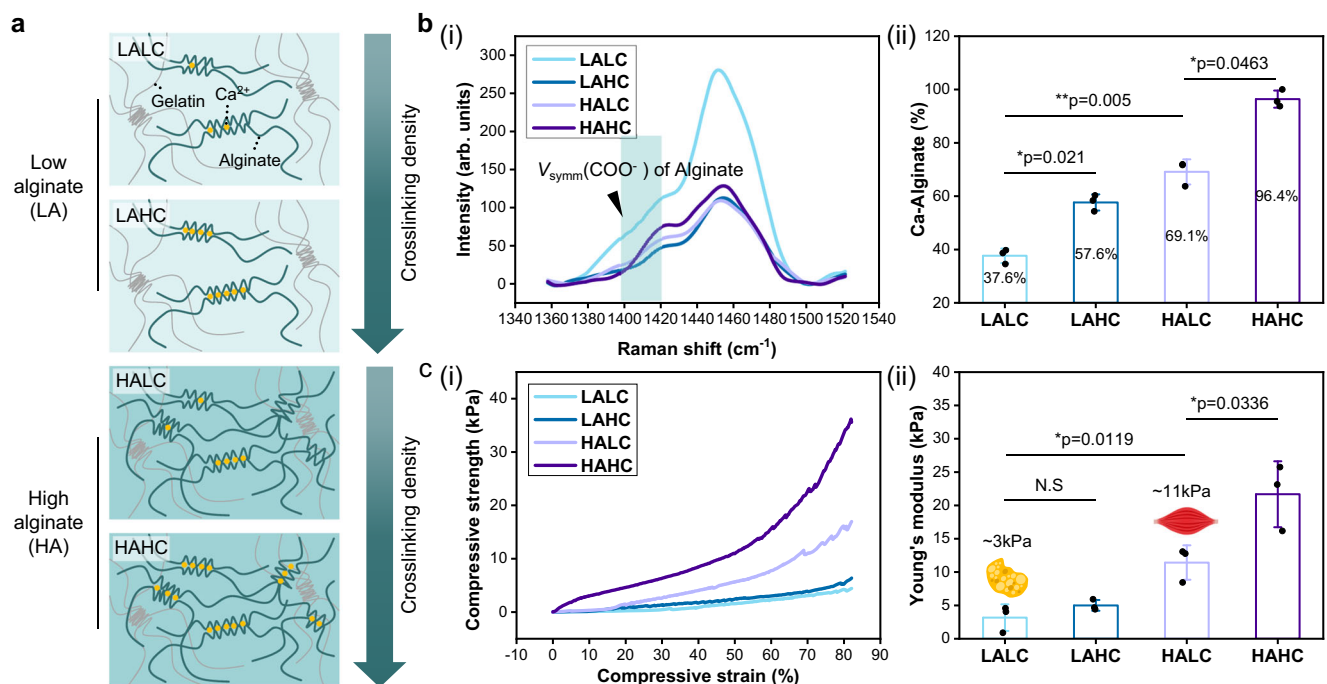 a
LALC
Gelatin
Ca²⁺
Alginate
Low
alginate
(LA)
LAHC
Crosslinking density
HALC
High
alginate
(HA)
HAHC
Crosslinking density
b
(i)
LALC
LAHC
HALC
HAHC
Vsymm(COO⁻) of Alginate
Intensity (arb. units)
300
250
200
150
100
50
0
1340 1360 1380 1400 1420 1440 1460 1480 1500 1520 1540
Raman shift (cm⁻¹)
(ii)
Ca-Alginate (%)
120
100
80
60
40
20
*p=0.0463
**p=0.005
*p=0.021
37.6%
57.6%
69.1%
96.4%
LALC LAHC HALC HAHC
c
(i)
LALC
LAHC
HALC
HAHC
Compressive strength (kPa)
40
30
20
10
0
-10 0 10 20 30 40 50 60 70 80 90
Compressive strain (%)
(ii)
Young's modulus (kPa)
40
35
30
25
20
15
10
5
0
*p=0.0336
*p=0.0119
N.S
~11kPa
~3kPa
LALC LAHC HALC HAHC